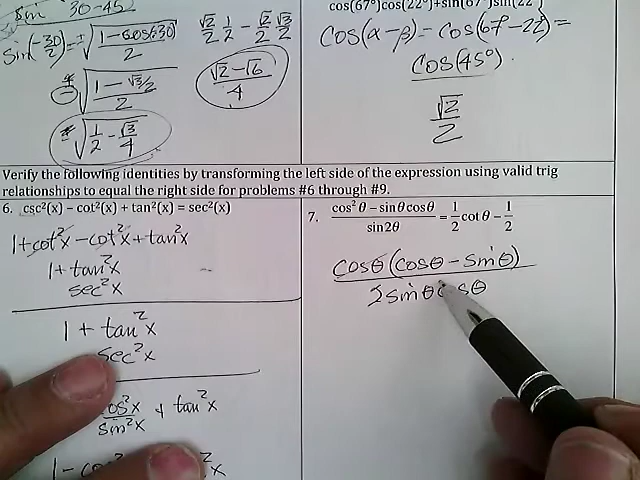 sin 30-45
sin(-30/2) = ±√((1-cos(30))/2)
√2/2 1/2 - √2/2 √3/2
√((1-√3/2)/2)
(√2-√6)/4
√(1/2 - √3/4)
cos(67°)cos(22°)+sin(67°)sin(22°)
cos(α-β) = cos(67-22) =
cos(45°).
√2/2
Verify the following identities by transforming the left side of the expression using valid trig
relationships to equal the right side for problems #6 through #9.
6. csc²(x) – cot²(x) + tan²(x) = sec²(x)
1+cot²x - cot²x + tan²x
1+tan²x
sec²x
1 + tan²x
sec²x
cos²x/sin²x + tan²x
7. (cos²θ – sinθ cosθ)/sin2θ = 1/2 cotθ – 1/2
cosθ(cosθ - sinθ)
2sinθcosθ